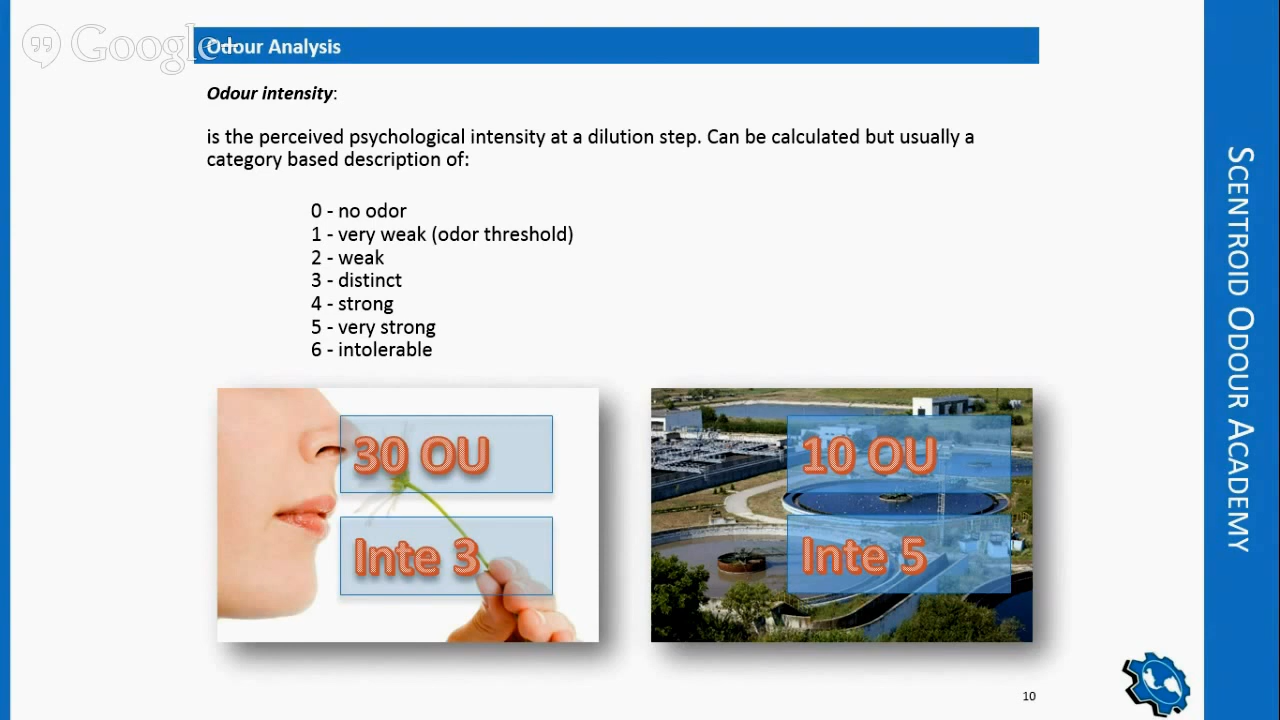 Google+
Odour Analysis
Odour intensity:
is the perceived psychological intensity at a dilution step. Can be calculated but usually a
category based description of:
0 - no odor
1 - very weak (odor threshold)
2 - weak
3 - distinct
4 - strong
5 - very strong
6 - intolerable
30 OU
Inte 3
10 OU
Inte 5
10
SCENTROID ODOUR ACADEMY